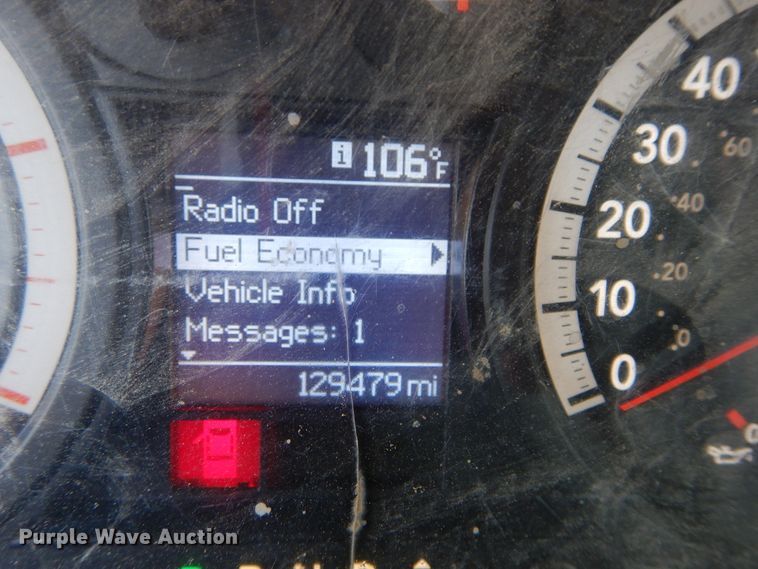 i 106°F
Radio Off
Fuel Economy
Vehicle Info
Messages: 1
129479 mi
40
30
60
20
40
10
20
0
0
Purple Wave Auction®